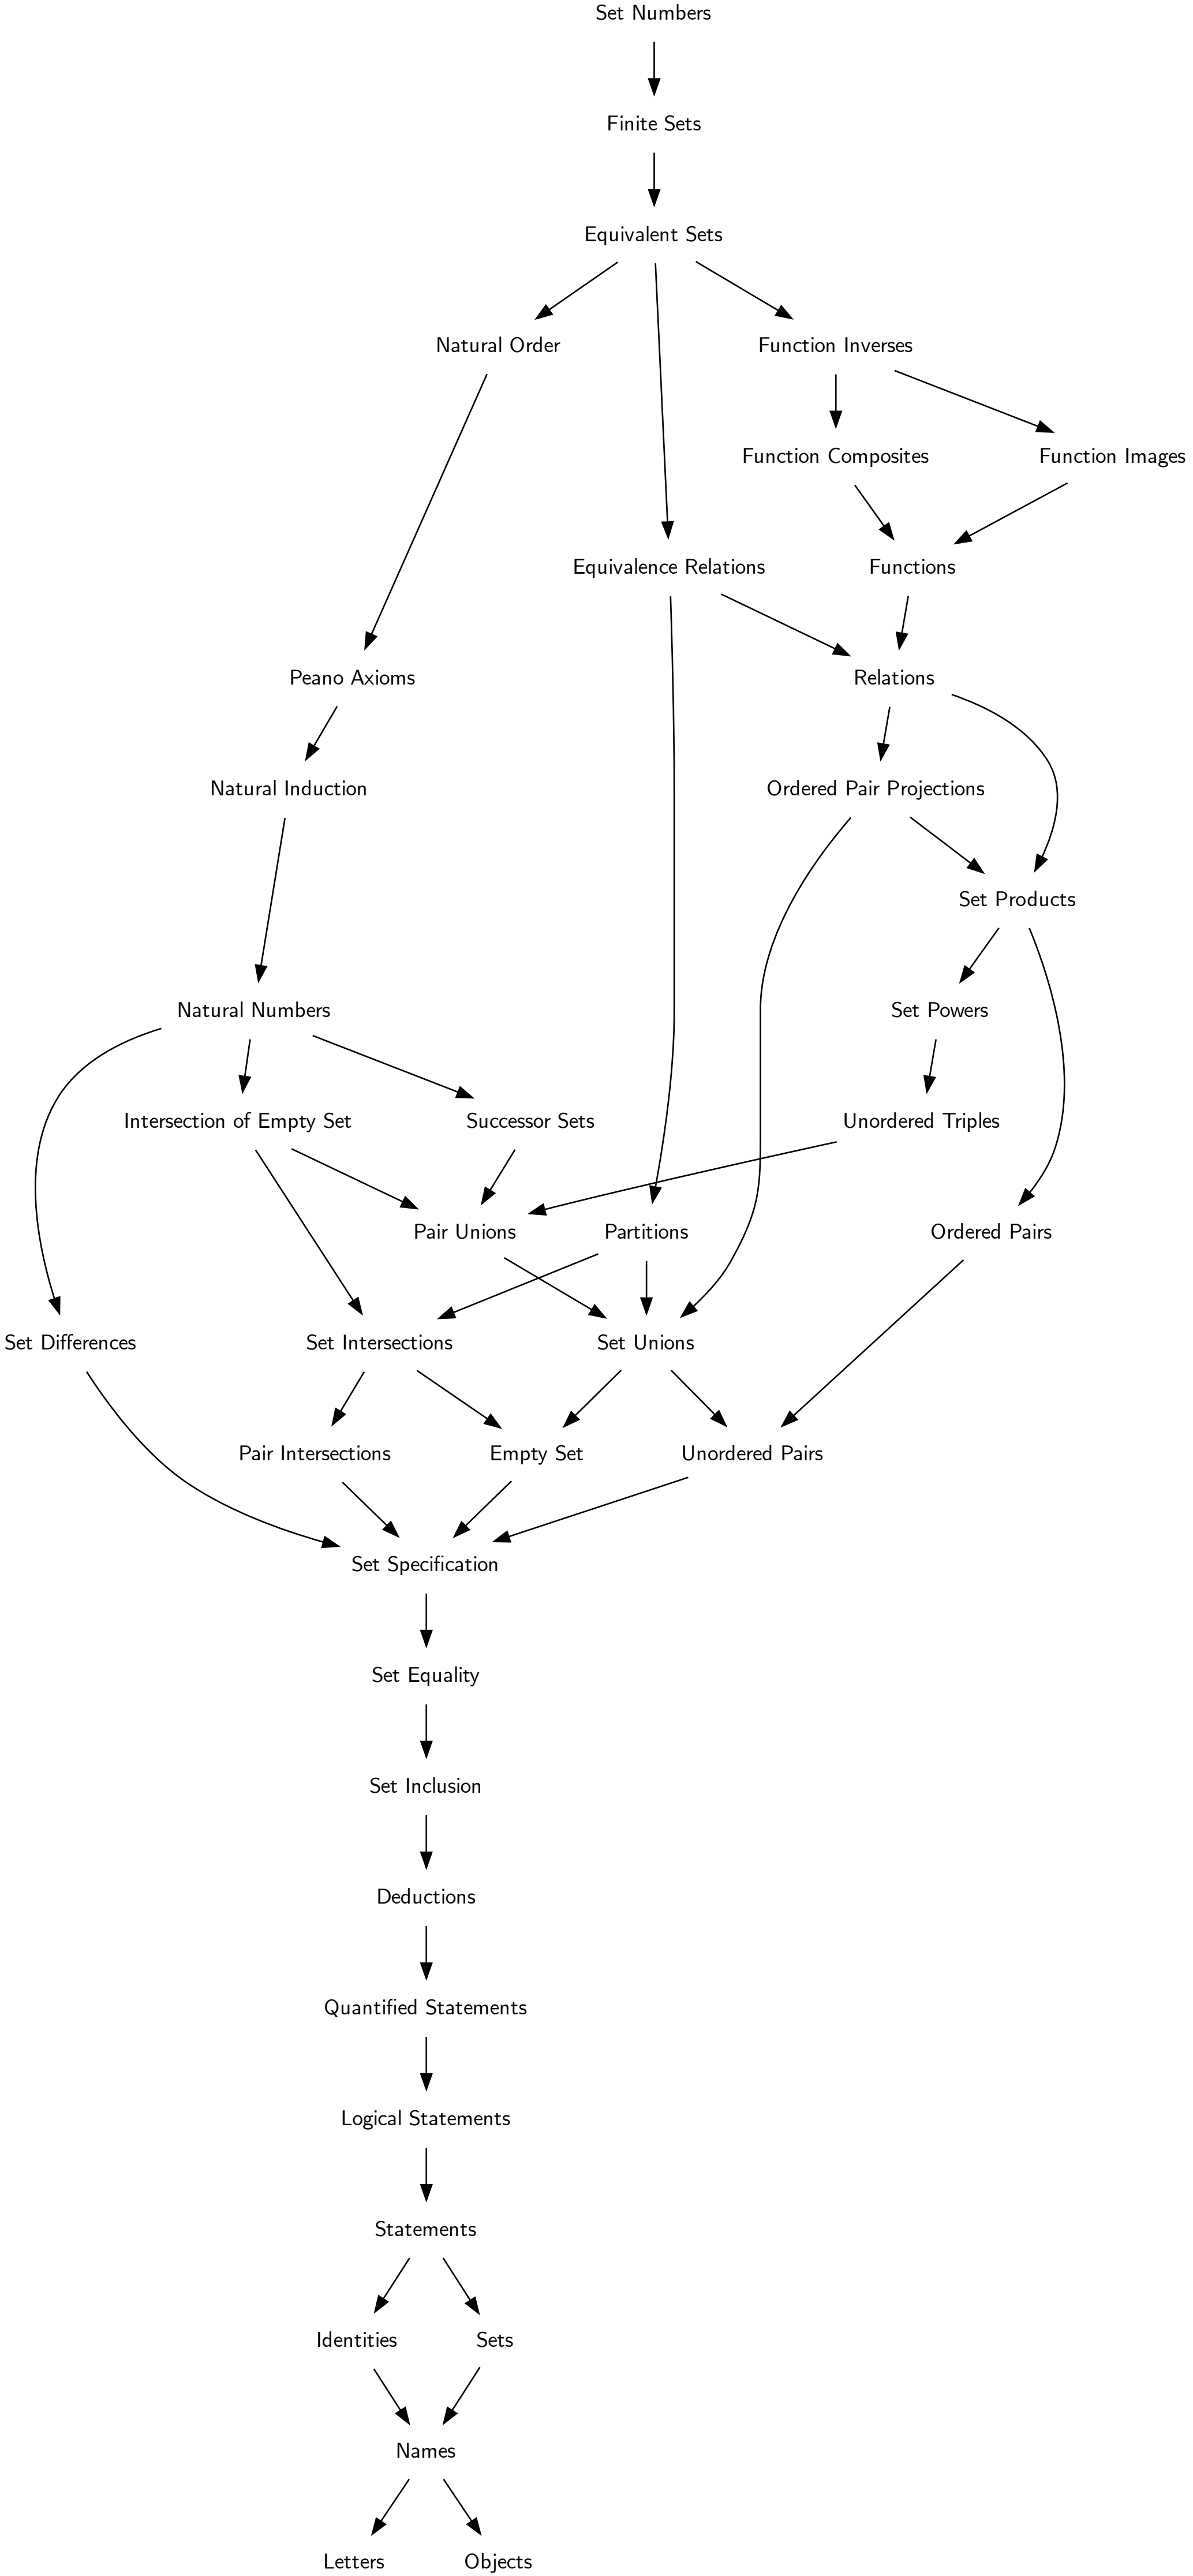 Set Numbers
Finite Sets
Equivalent Sets
Natural Order
Function Inverses
Function Composites
Function Images
Equivalence Relations
Functions
Peano Axioms
Relations
Natural Induction
Ordered Pair Projections
Set Products
Natural Numbers
Set Powers
Intersection of Empty Set
Successor Sets
Unordered Triples
Pair Unions
Partitions
Ordered Pairs
Set Differences
Set Intersections
Set Unions
Pair Intersections
Empty Set
Unordered Pairs
Set Specification
Set Equality
Set Inclusion
Deductions
Quantified Statements
Logical Statements
Statements
Identities
Sets
Names
Letters
Objects